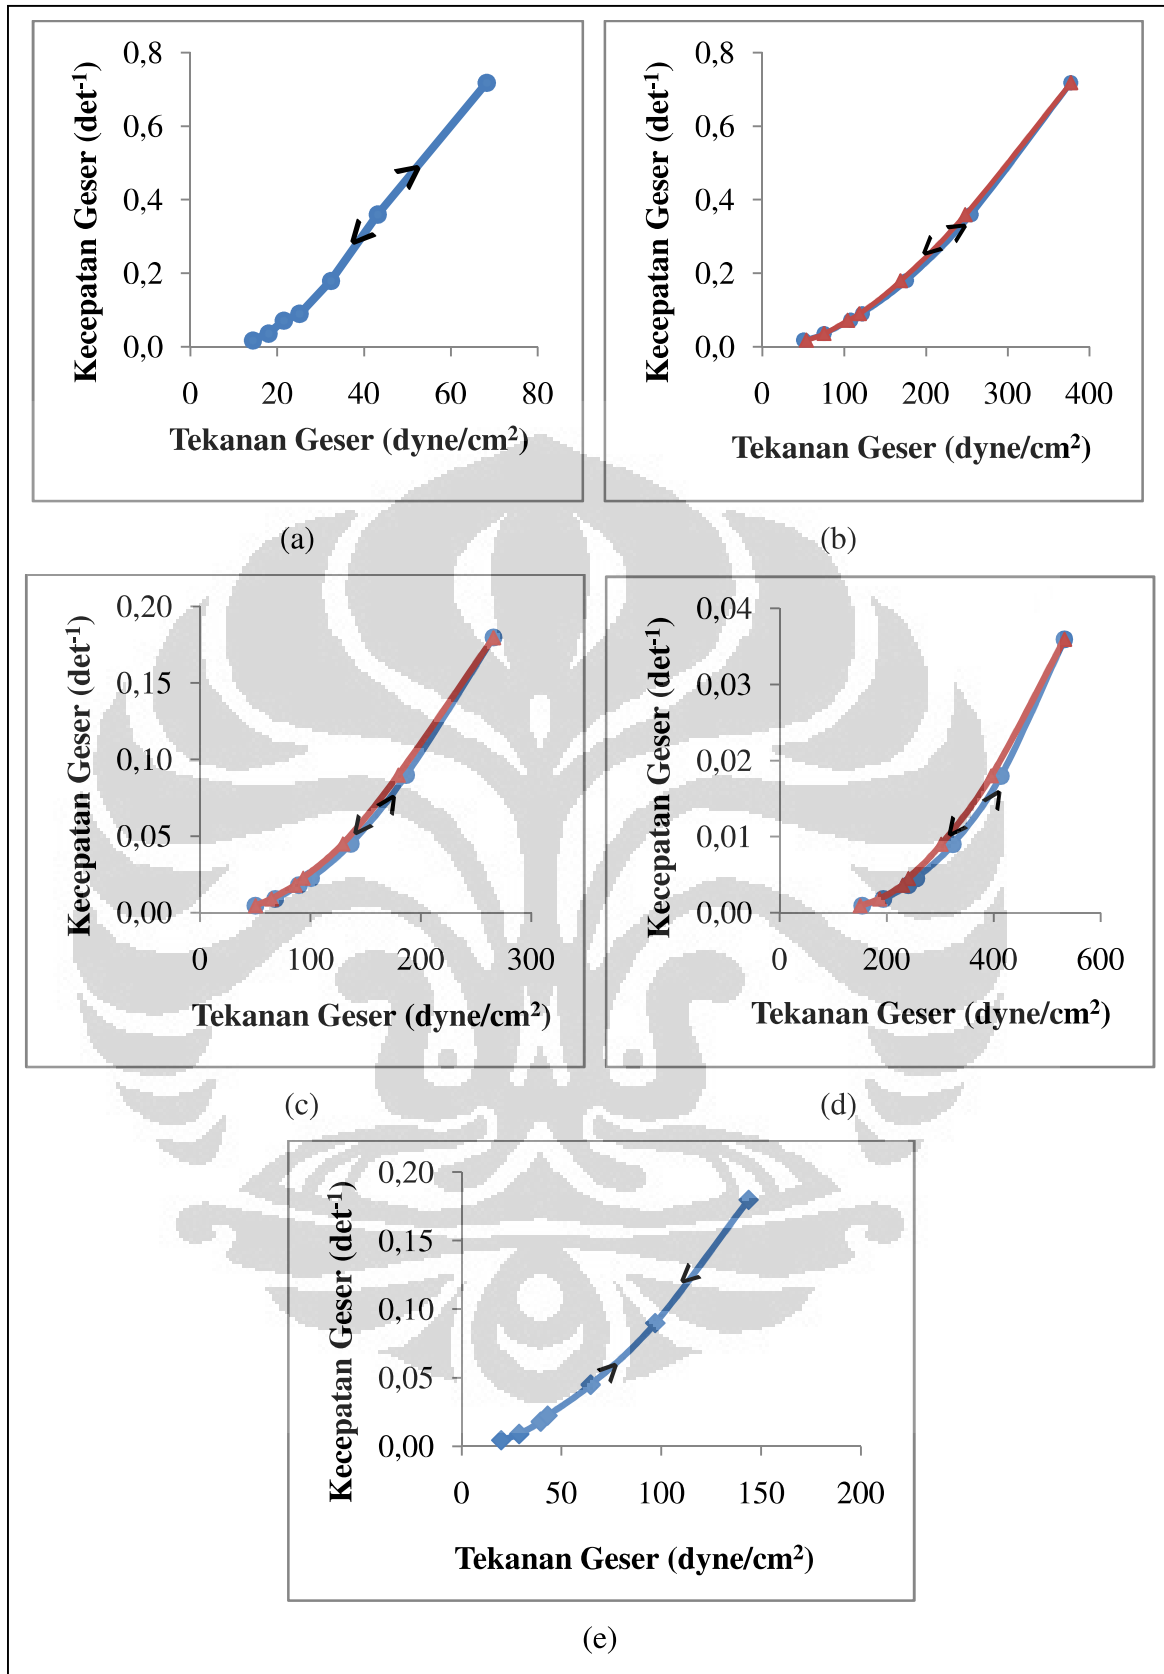 Kecepatan Geser (det⁻¹)
0,8
0,6
0,4
0,2
0,0
0 20 40 60 80
Tekanan Geser (dyne/cm²)
(a)
Kecepatan Geser (det⁻¹)
0,8
0,6
0,4
0,2
0,0
0 100 200 300 400
Tekanan Geser (dyne/cm²)
(b)
Kecepatan Geser (det⁻¹)
0,20
0,15
0,10
0,05
0,00
0 100 200 300
Tekanan Geser (dyne/cm²)
(c)
Kecepatan Geser (det⁻¹)
0,04
0,03
0,02
0,01
0,00
0 200 400 600
Tekanan Geser (dyne/cm²)
(d)
Kecepatan Geser (det⁻¹)
0,20
0,15
0,10
0,05
0,00
0 50 100 150 200
Tekanan Geser (dyne/cm²)
(e)